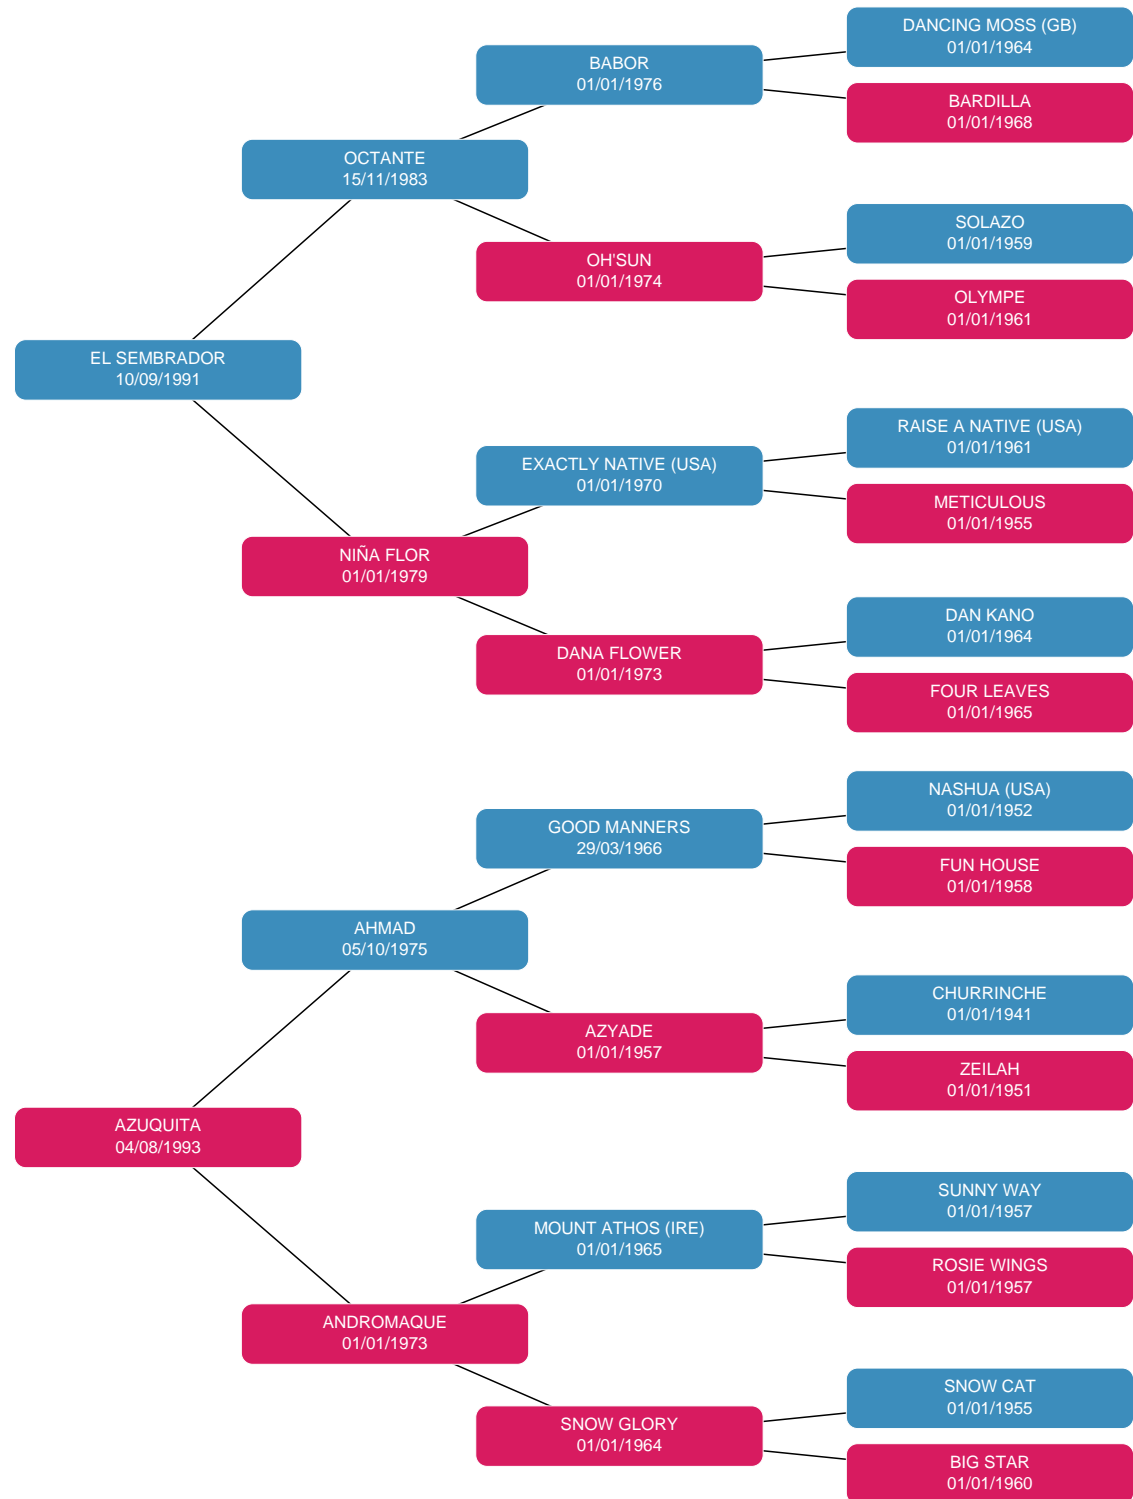 DANCING MOSS (GB)
01/01/1964
BABOR
01/01/1976
BARDILLA
01/01/1968
OCTANTE
15/11/1983
SOLAZO
01/01/1959
OH'SUN
01/01/1974
OLYMPE
01/01/1961
EL SEMBRADOR
10/09/1991
RAISE A NATIVE (USA)
01/01/1961
EXACTLY NATIVE (USA)
01/01/1970
METICULOUS
01/01/1955
NIÑA FLOR
01/01/1979
DAN KANO
01/01/1964
DANA FLOWER
01/01/1973
FOUR LEAVES
01/01/1965
NASHUA (USA)
01/01/1952
GOOD MANNERS
29/03/1966
FUN HOUSE
01/01/1958
AHMAD
05/10/1975
CHURRINCHE
01/01/1941
AZYADE
01/01/1957
ZEILAH
01/01/1951
AZUQUITA
04/08/1993
SUNNY WAY
01/01/1957
MOUNT ATHOS (IRE)
01/01/1965
ROSIE WINGS
01/01/1957
ANDROMAQUE
01/01/1973
SNOW CAT
01/01/1955
SNOW GLORY
01/01/1964
BIG STAR
01/01/1960